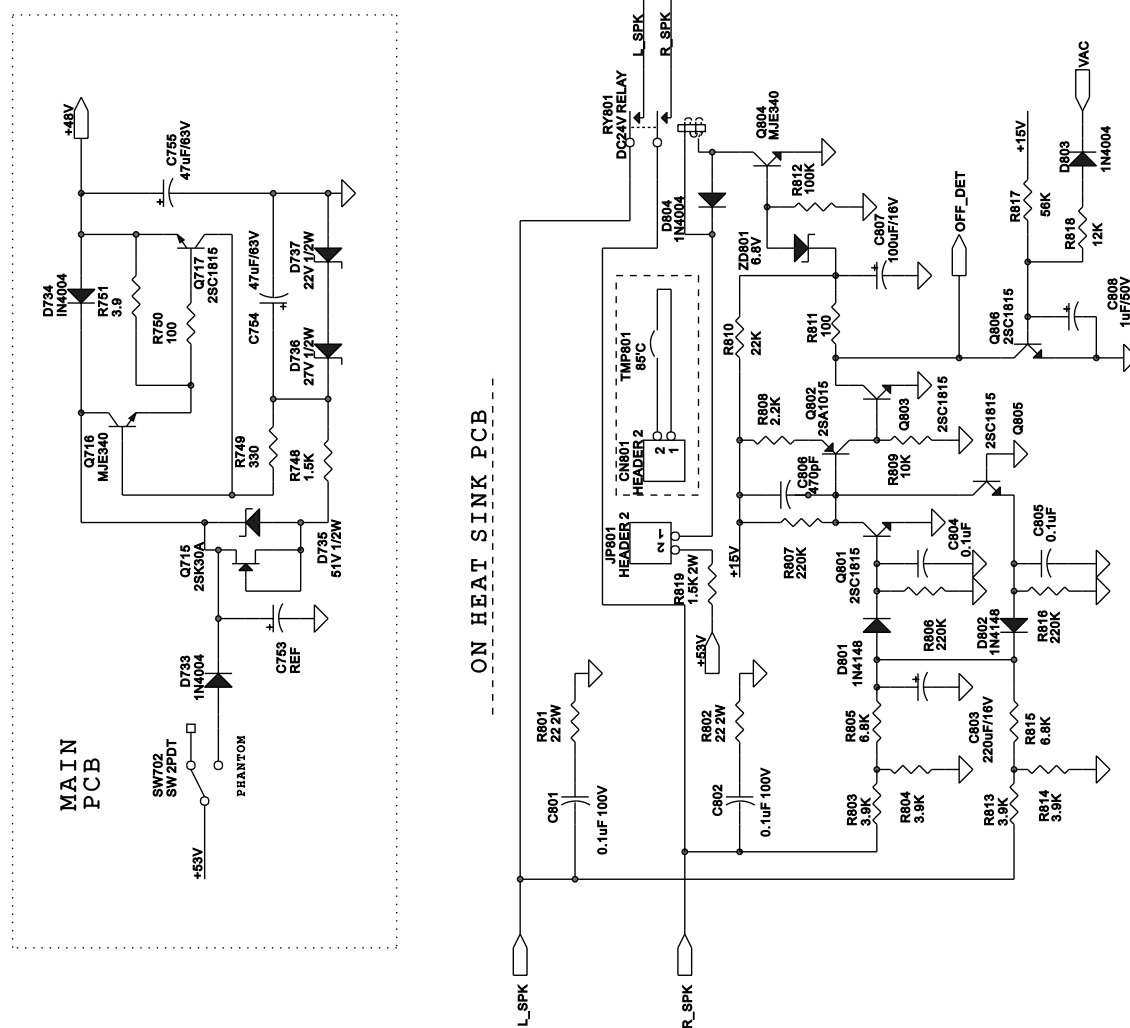 MAIN
PCB
SW702
SW 2PDT
PHANTOM
+53V
D733
1N4004
C753
REF
Q715
2SK30A
D735
51V 1/2W
Q716
MJE340
R749
330
R748
1.5K
D734
IN4004
R751
3.9
R750
100
Q717
2SC1815
C754
47uF/63V
D736
27V 1/2W
D737
22V 1/2W
C755
47uF/63V
+48V
ON HEAT SINK PCB
L_SPK
R_SPK
C801
0.1uF 100V
R801
22 2W
C802
0.1uF 100V
R802
22 2W
R803
3.9K
R804
3.9K
R813
3.9K
R814
3.9K
R805
6.8K
C803
220uF/16V
R815
6.8K
D801
1N4148
R806
220K
D802
1N4148
R816
220K
+53V
R819
1.5K 2W
JP801
HEADER 2
1
2
+15V
R807
220K
Q801
2SC1815
C804
0.1uF
C805
0.1uF
CN801
HEADER 2
2
1
TMP801
85'C
C806
470pF
R808
2.2K
Q802
2SA1015
R809
10K
Q803
2SC1815
2SC1815
Q805
R810
22K
R811
100
Q806
2SC1815
C808
1uF/50V
ZD801
6.8V
C807
100uF/16V
D804
1N4004
R812
100K
Q804
MJE340
RY801
DC24V RELAY
L_SPK
R_SPK
OFF_DET
R817
56K
R818
12K
+15V
D803
1N4004
VAC